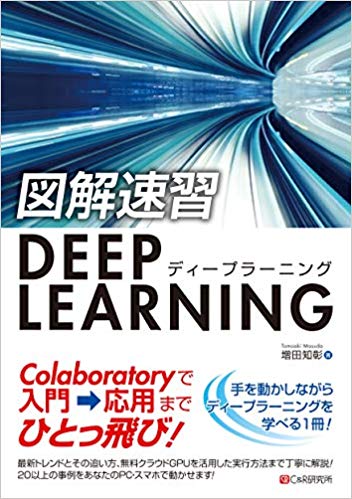 図解速習
DEEP
ディープラーニング
LEARNING
Tomoaki Masuda
増田知彰 著
Colaboratoryで
入門➡応用まで
ひとっ飛び!
手を動かしながら
ディープラーニングを
学べる1冊!
最新トレンドとその追い方、無料クラウドGPUを活用した実行方法まで丁寧に解説!
20以上の事例をあなたのPC・スマホで動かせます!
C&R研究所